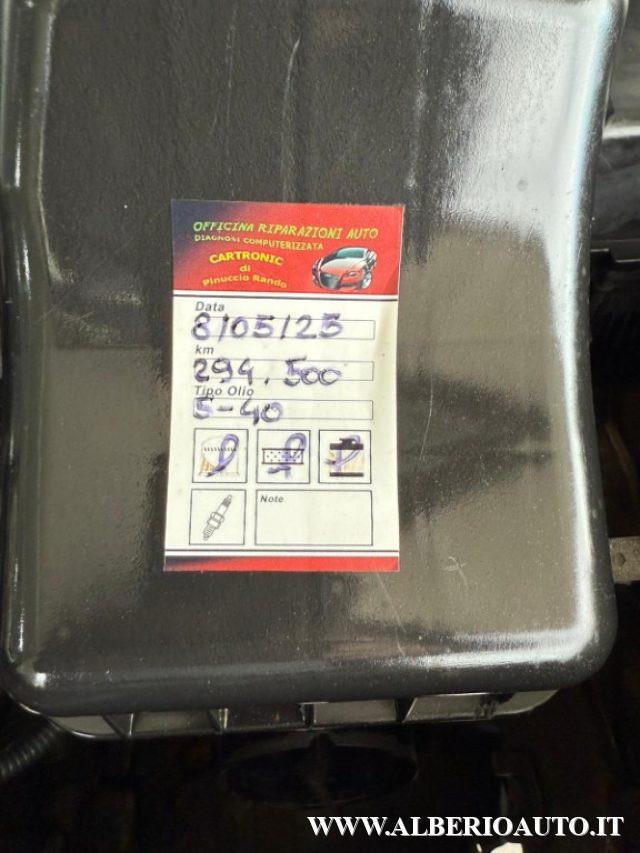 OFFICINA RIPARAZIONI AUTO
DIAGNOSI COMPUTERIZZATA
CARTRONIC
di
Pinuccio Rando
Data
8/05/25
km
294.500
Tipo Olio
5-40
Note
WWW.ALBERIOAUTO.IT